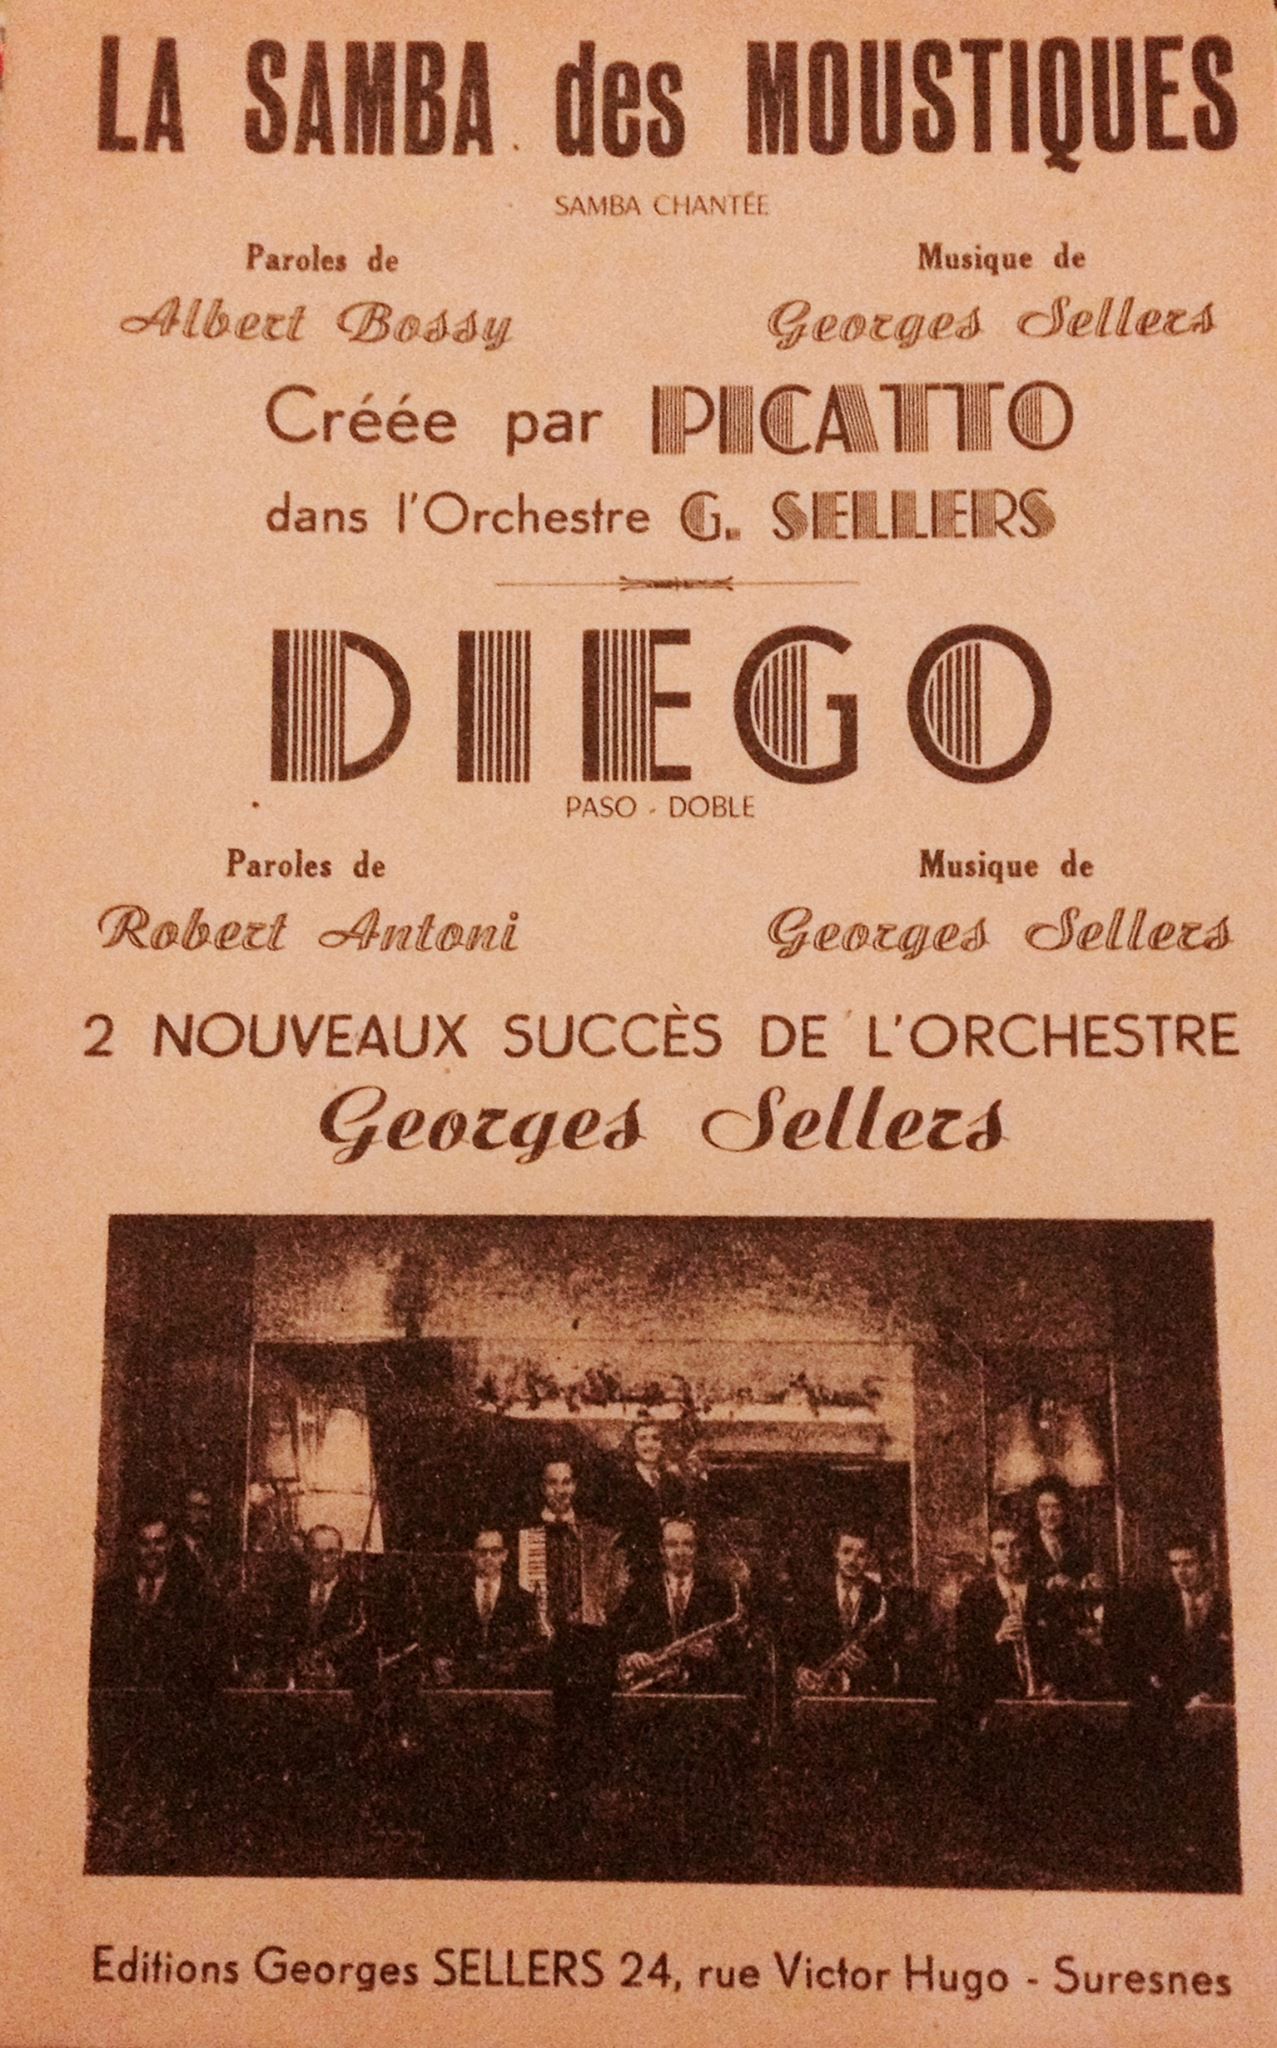 LA SAMBA des MOUSTIQUES
SAMBA CHANTÉE
Paroles de Musique de
Albert Bossy Georges Sellers
Créée par PICATTO
dans l'Orchestre G. SELLERS
DIEGO
PASO - DOBLE
Paroles de Musique de
Robert Antoni Georges Sellers
2 NOUVEAUX SUCCÈS DE L'ORCHESTRE
Georges Sellers
Editions Georges SELLERS 24, rue Victor Hugo - Suresnes